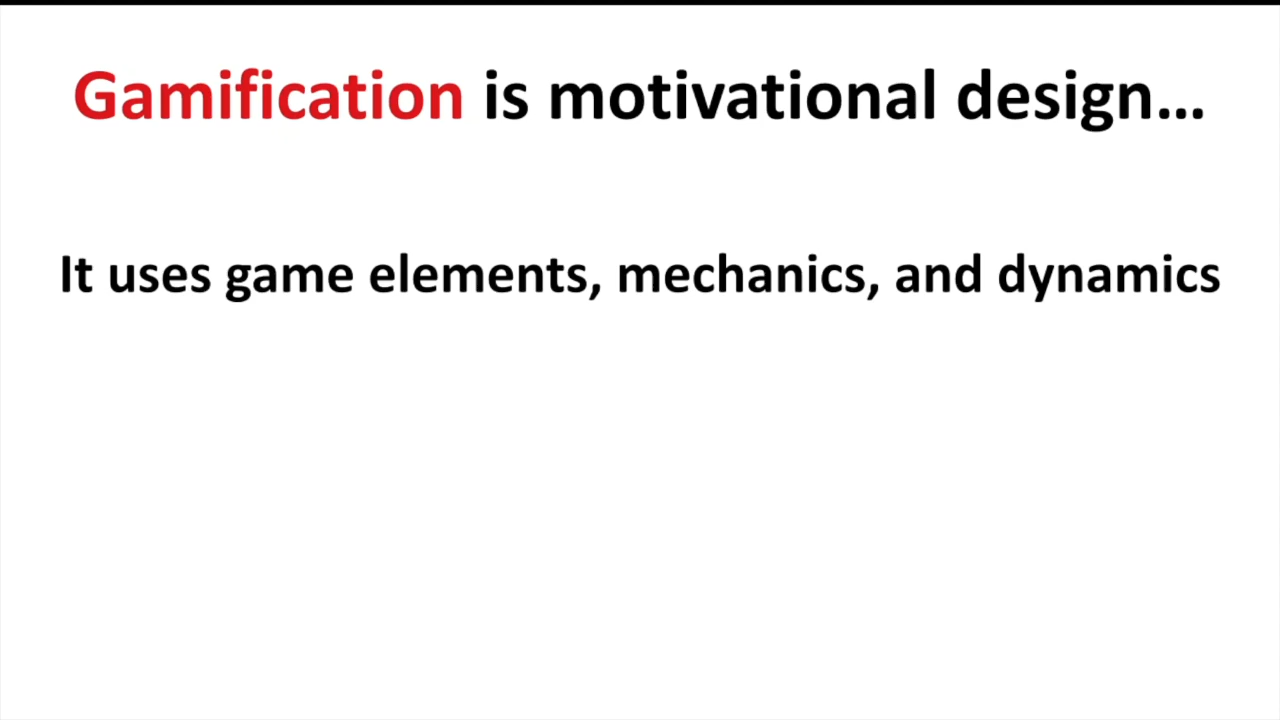 Gamification is motivational design...
It uses game elements, mechanics, and dynamics